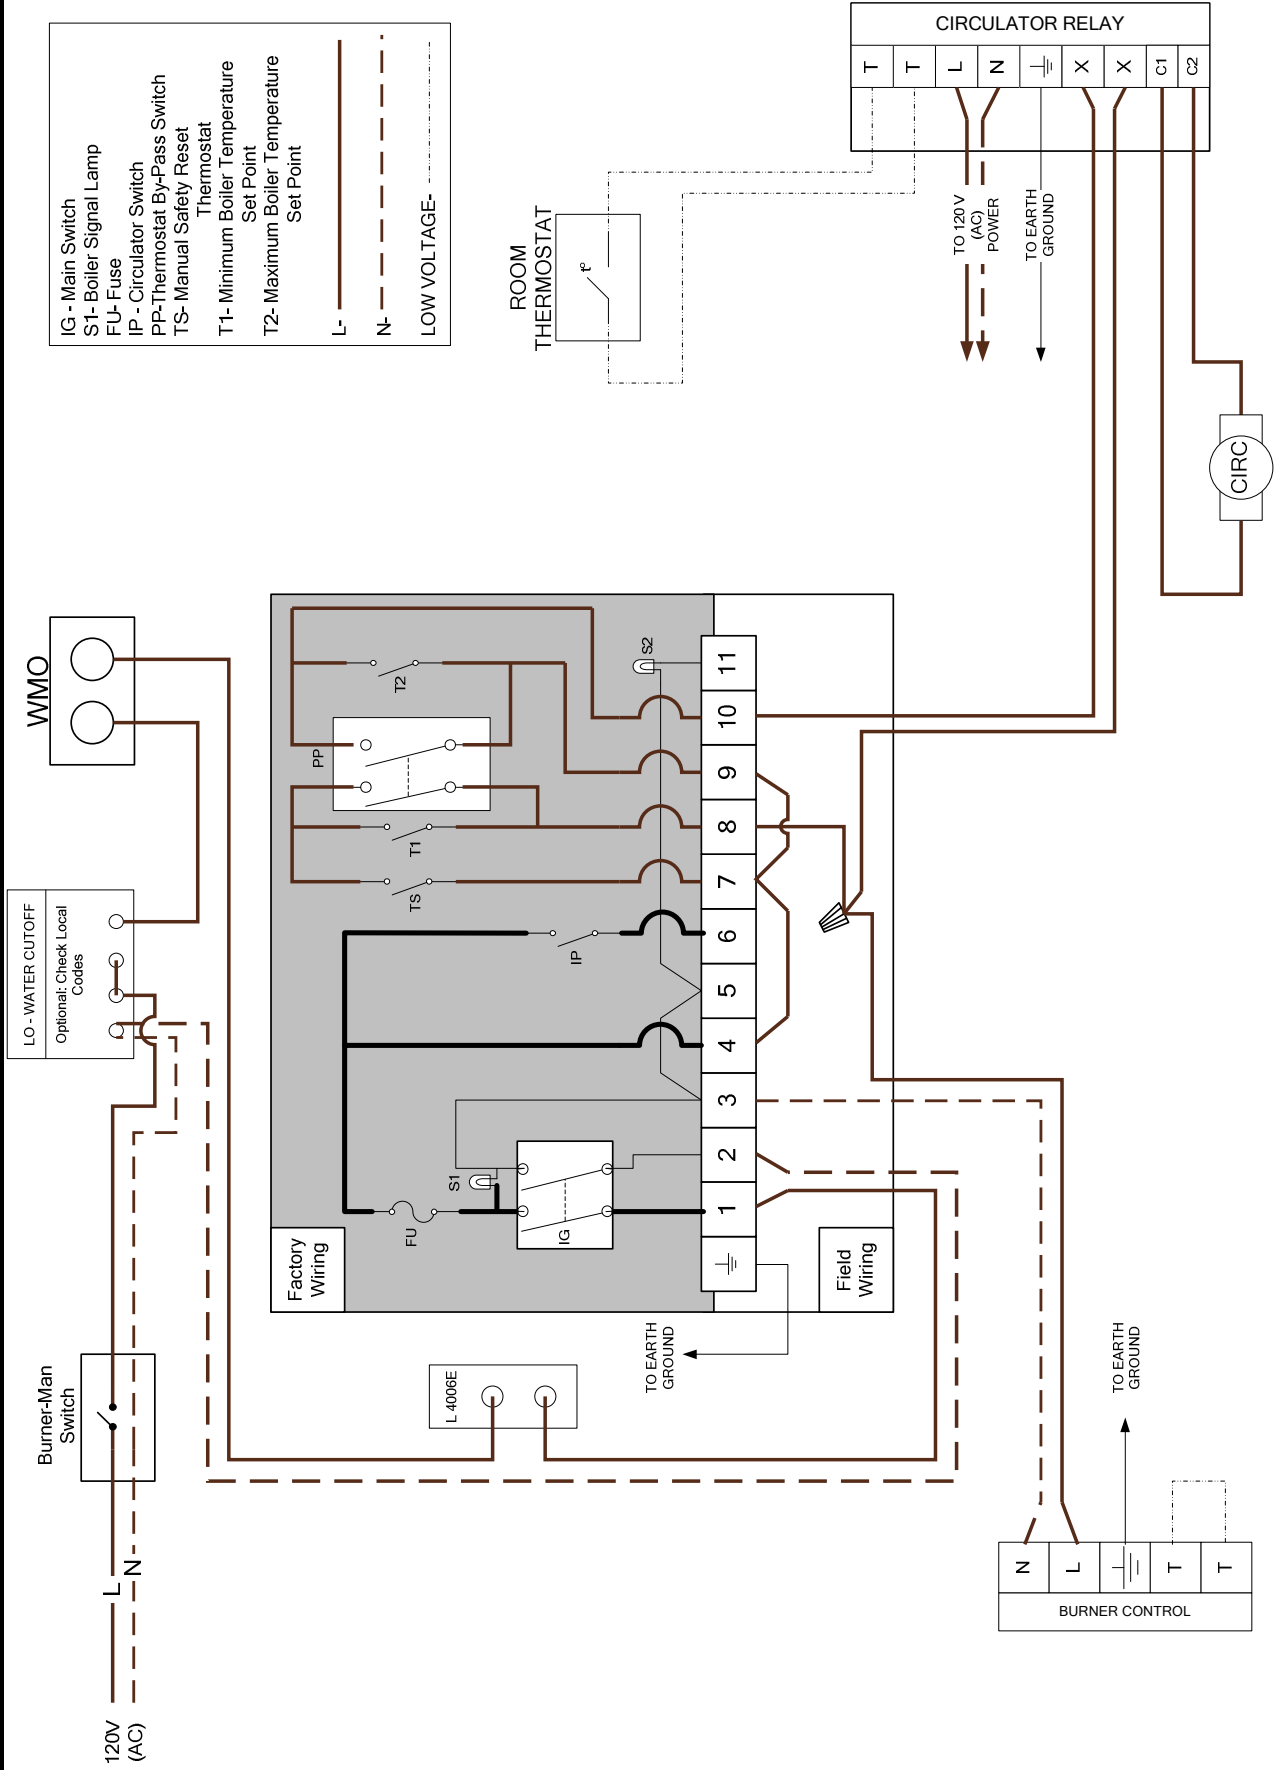 IG - Main Switch
S1- Boiler Signal Lamp
FU- Fuse
IP - Circulator Switch
PP-Thermostat By-Pass Switch
TS- Manual Safety Reset
Thermostat
T1- Minimum Boiler Temperature
Set Point
T2- Maximum Boiler Temperature
Set Point
L-
N-
LOW VOLTAGE-
CIRCULATOR RELAY
T
T
L
N
X
X
C1
C2
ROOM
THERMOSTAT
t°
TO 120 V
(AC)
POWER
TO EARTH
GROUND
CIRC
WMO
LO - WATER CUTOFF
Optional: Check Local
Codes
Burner-Man
Switch
120V
(AC)
L
N
Factory
Wiring
Field
Wiring
FU
S1
IG
IP
TS
T1
PP
T2
S2
1
2
3
4
5
6
7
8
9
10
11
L 4006E
TO EARTH
GROUND
TO EARTH
GROUND
N
L
T
T
BURNER CONTROL